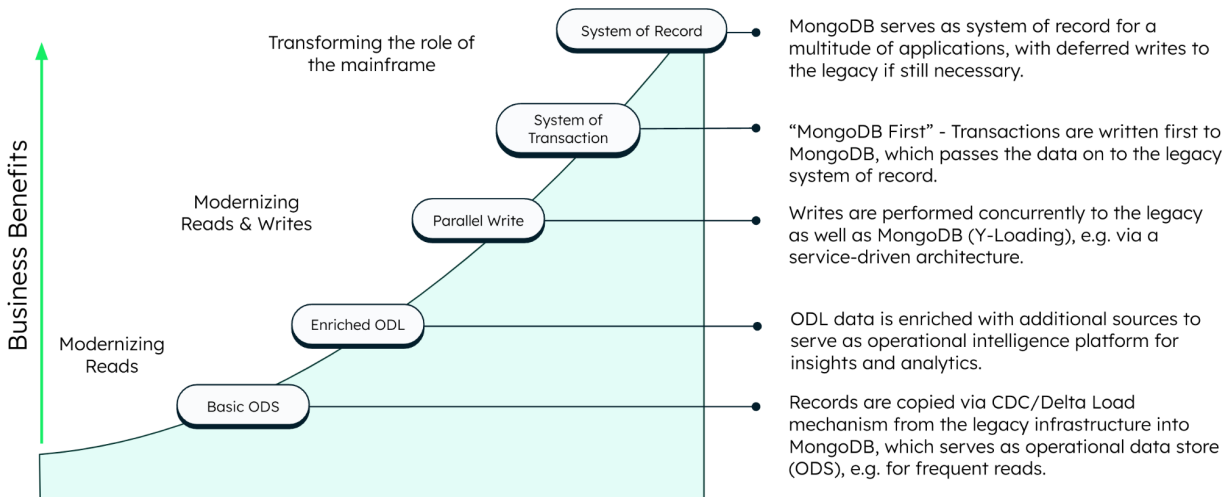 System of Record
MongoDB serves as system of record for a
multitude of applications, with deferred writes to
the legacy if still necessary.
Transforming the role of
the mainframe
System of
Transaction
“MongoDB First” - Transactions are written first to
MongoDB, which passes the data on to the legacy
system of record.
Business Benefits
Modernizing
Reads & Writes
Parallel Write
Writes are performed concurrently to the legacy
as well as MongoDB (Y-Loading), e.g. via a
service-driven architecture.
Enriched ODL
ODL data is enriched with additional sources to
serve as operational intelligence platform for
insights and analytics.
Modernizing
Reads
Basic ODS
Records are copied via CDC/Delta Load
mechanism from the legacy infrastructure into
MongoDB, which serves as operational data store
(ODS), e.g. for frequent reads.